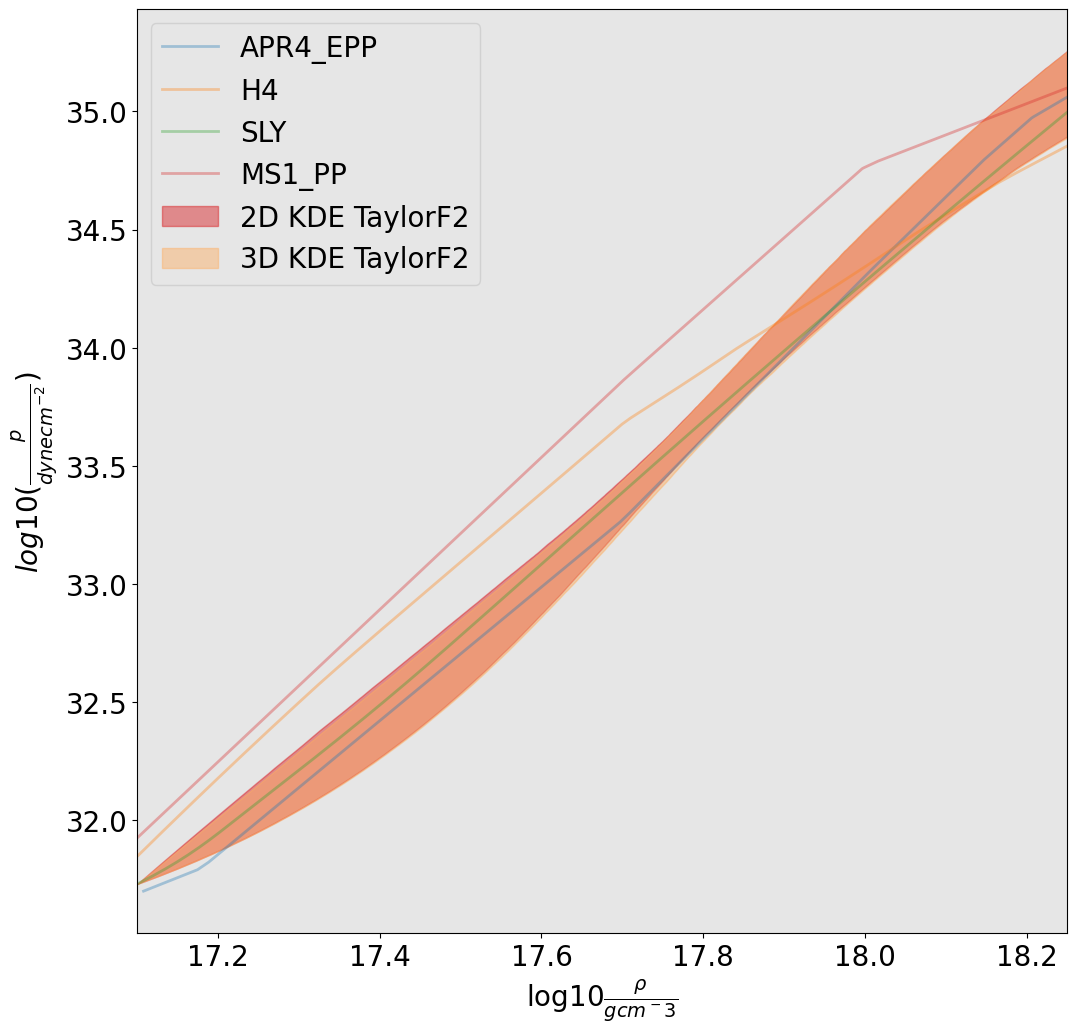 APR4_EPP
H4
SLY
MS1_PP
2D KDE TaylorF2
3D KDE TaylorF2
35.0
34.5
34.0
33.5
33.0
32.5
32.0
log10(p/dynecm⁻²)
17.2 17.4 17.6 17.8 18.0 18.2
log10 ρ/gcm⁻3